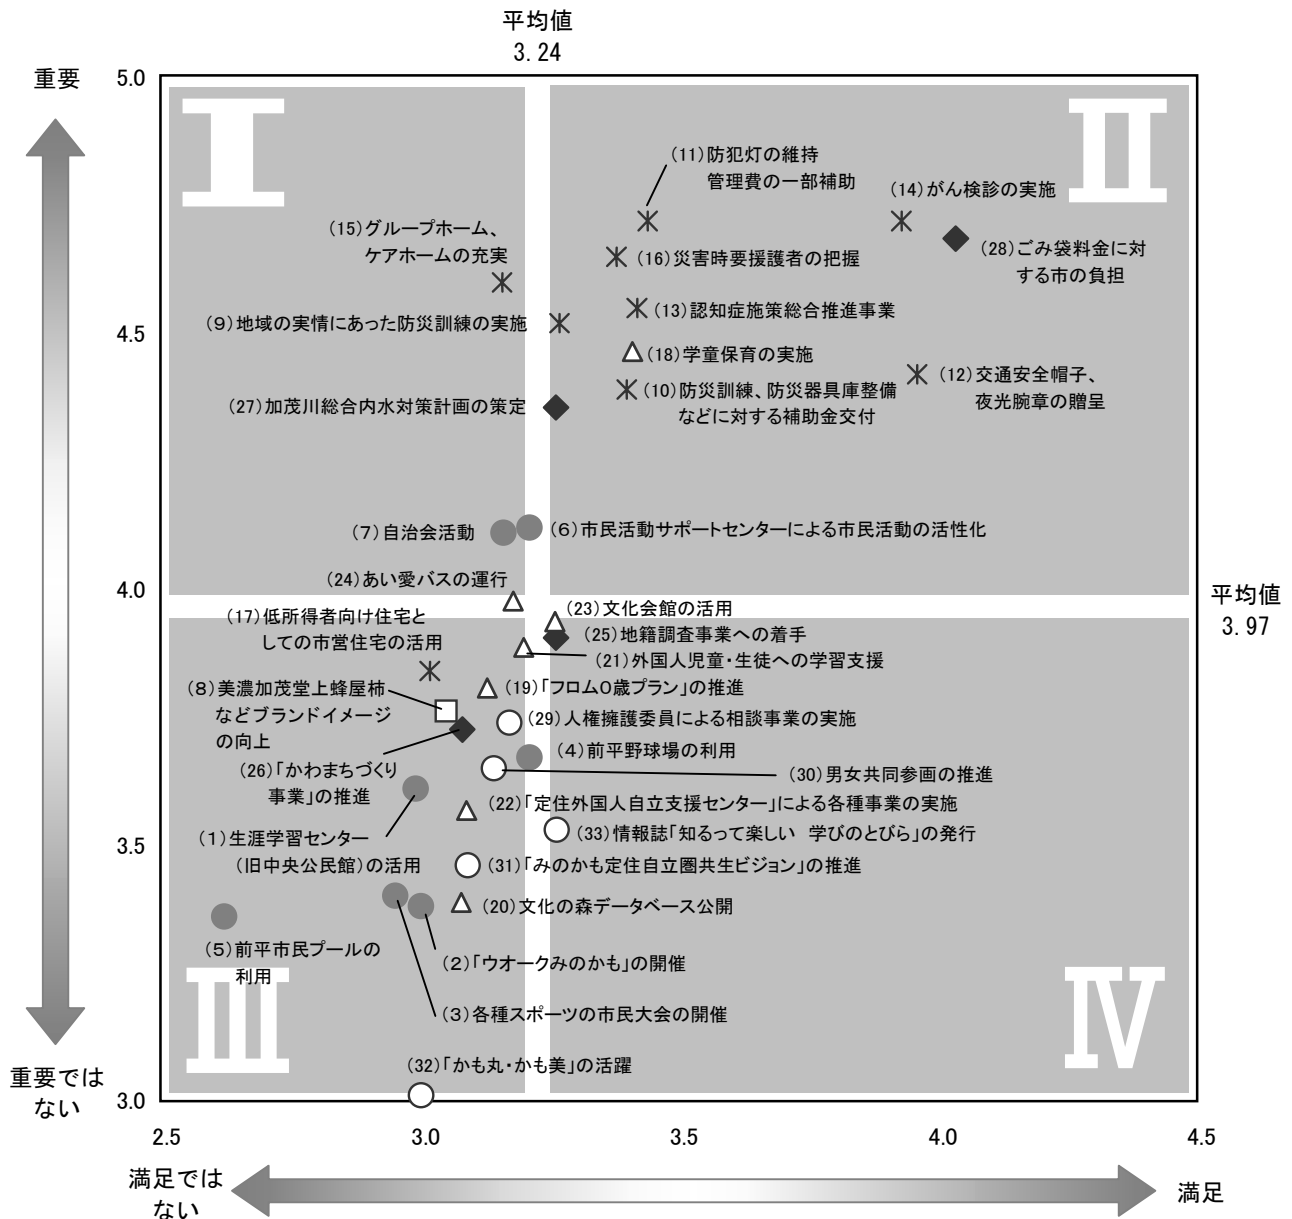 平均値
3.24
重要
5.0
Ⅰ
Ⅱ
(11)防犯灯の維持
管理費の一部補助
(14)がん検診の実施
(15)グループホーム、
ケアホームの充実
(16)災害時要援護者の把握
(28)ごみ袋料金に対
する市の負担
(13)認知症施策総合推進事業
(9)地域の実情にあった防災訓練の実施
4.5
(18)学童保育の実施
(12)交通安全帽子、
夜光腕章の贈呈
(10)防災訓練、防災器具庫整備
などに対する補助金交付
(27)加茂川総合内水対策計画の策定
(7)自治会活動
(6)市民活動サポートセンターによる市民活動の活性化
(24)あい愛バスの運行
4.0
平均値
3.97
(23)文化会館の活用
(17)低所得者向け住宅と
しての市営住宅の活用
(25)地籍調査事業への着手
(21)外国人児童・生徒への学習支援
(8)美濃加茂堂上蜂屋柿
などブランドイメージ
の向上
(19)「フロム0歳プラン」の推進
(29)人権擁護委員による相談事業の実施
(4)前平野球場の利用
(26)「かわまちづくり
事業」の推進
(30)男女共同参画の推進
(22)「定住外国人自立支援センター」による各種事業の実施
(1)生涯学習センター
(旧中央公民館)の活用
(33)情報誌「知るって楽しい 学びのとびら」の発行
3.5
(31)「みのかも定住自立圏共生ビジョン」の推進
(20)文化の森データベース公開
(5)前平市民プールの
利用
(2)「ウオークみのかも」の開催
(3)各種スポーツの市民大会の開催
Ⅲ
Ⅳ
(32)「かも丸・かも美」の活躍
重要では
ない
3.0
2.5
3.0
3.5
4.0
4.5
満足では
ない
満足